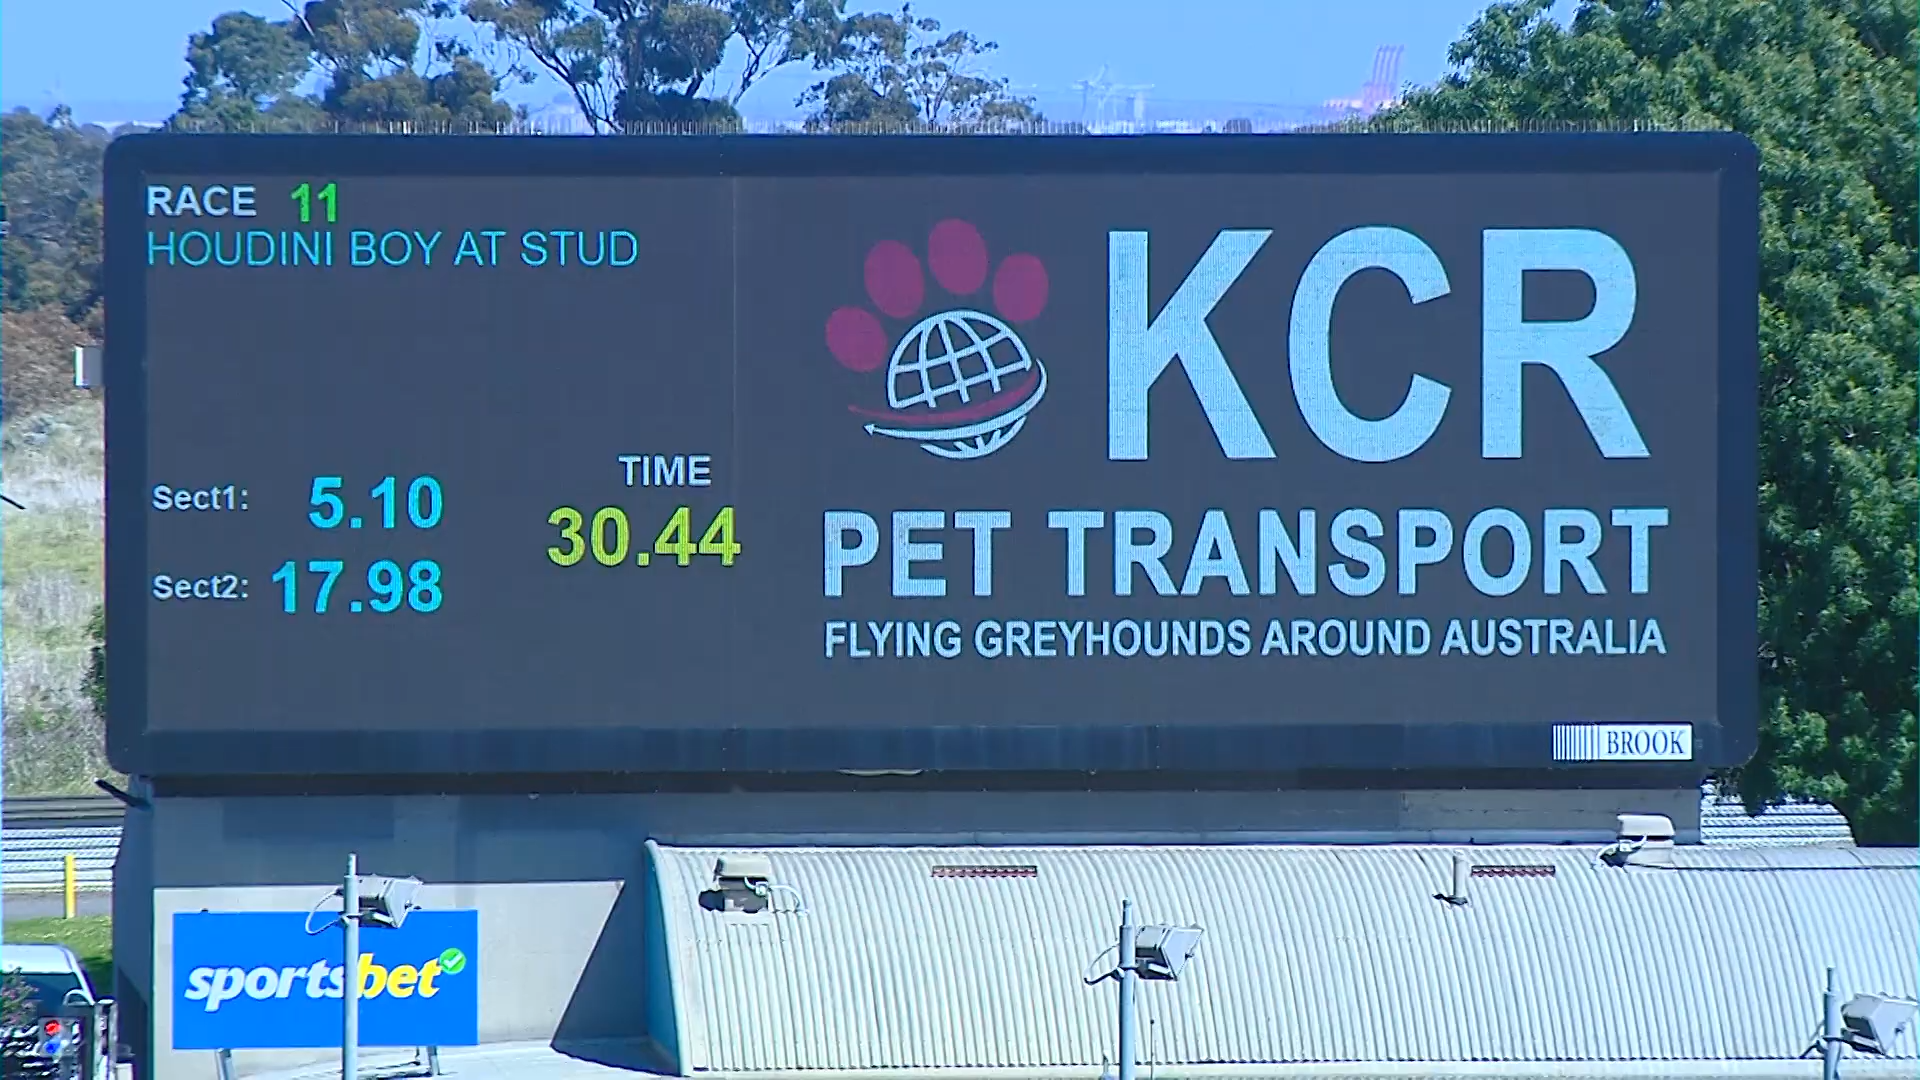 RACE 11
HOUDINI BOY AT STUD
Sect1: 5.10
Sect2: 17.98
TIME
30.44
KCR
PET TRANSPORT
FLYING GREYHOUNDS AROUND AUSTRALIA
BROOK
sportsbet